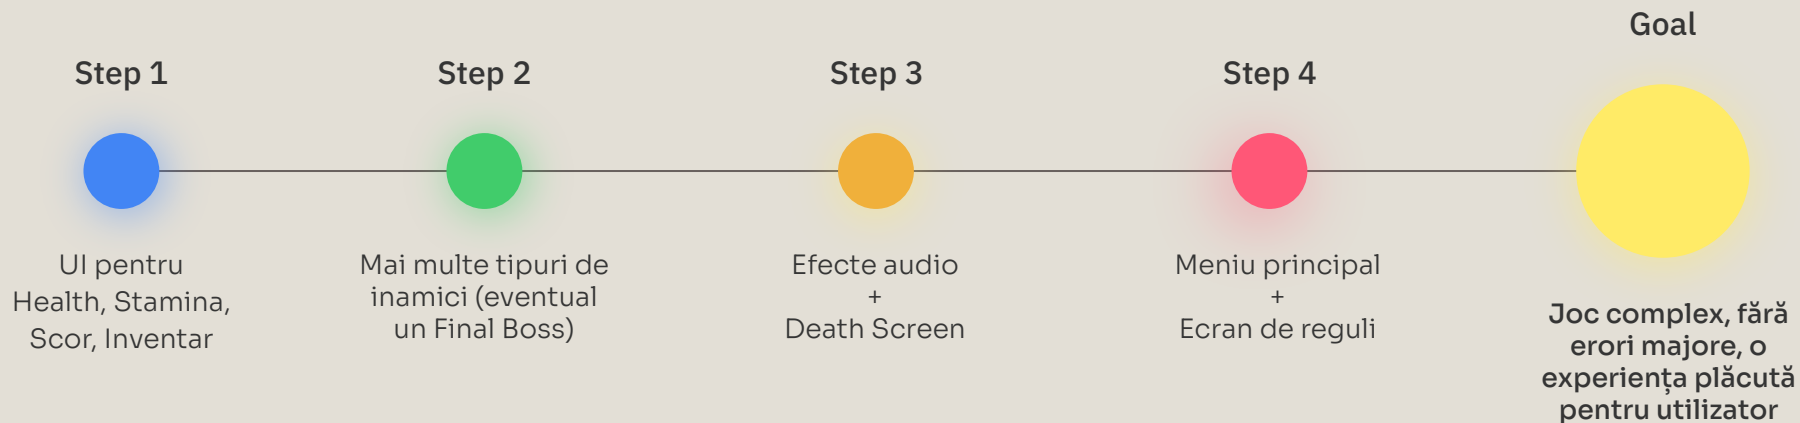 Step 1
UI pentru
Health, Stamina,
Scor, Inventar
Step 2
Mai multe tipuri de
inamici (eventual
un Final Boss)
Step 3
Efecte audio
+
Death Screen
Step 4
Meniu principal
+
Ecran de reguli
Goal
Joc complex, fără
erori majore, o
experiența plăcută
pentru utilizator